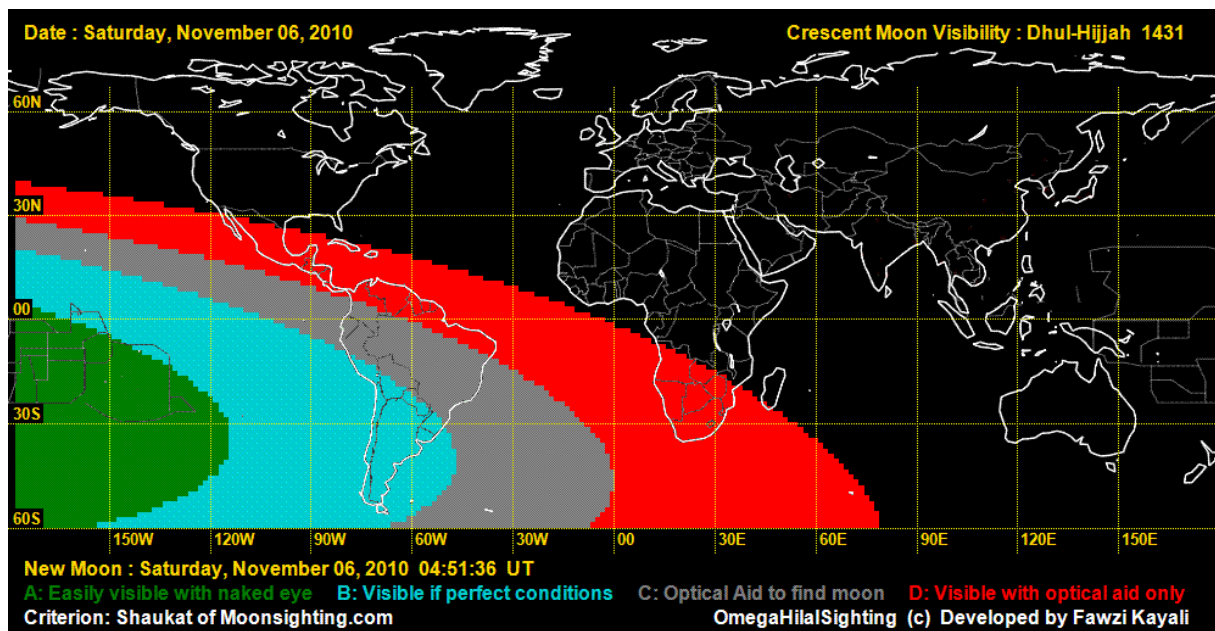 Date : Saturday, November 06, 2010
Crescent Moon Visibility : Dhul-Hijjah 1431
60N
30N
00
30S
60S
150W 120W 90W 60W 30W 00 30E 60E 90E 120E 150E
New Moon : Saturday, November 06, 2010 04:51:36 UT
A: Easily visible with naked eye B: Visible if perfect conditions C: Optical Aid to find moon D: Visible with optical aid only
Criterion: Shaukat of Moonsighting.com OmegaHilalSighting (c) Developed by Fawzi Kayali